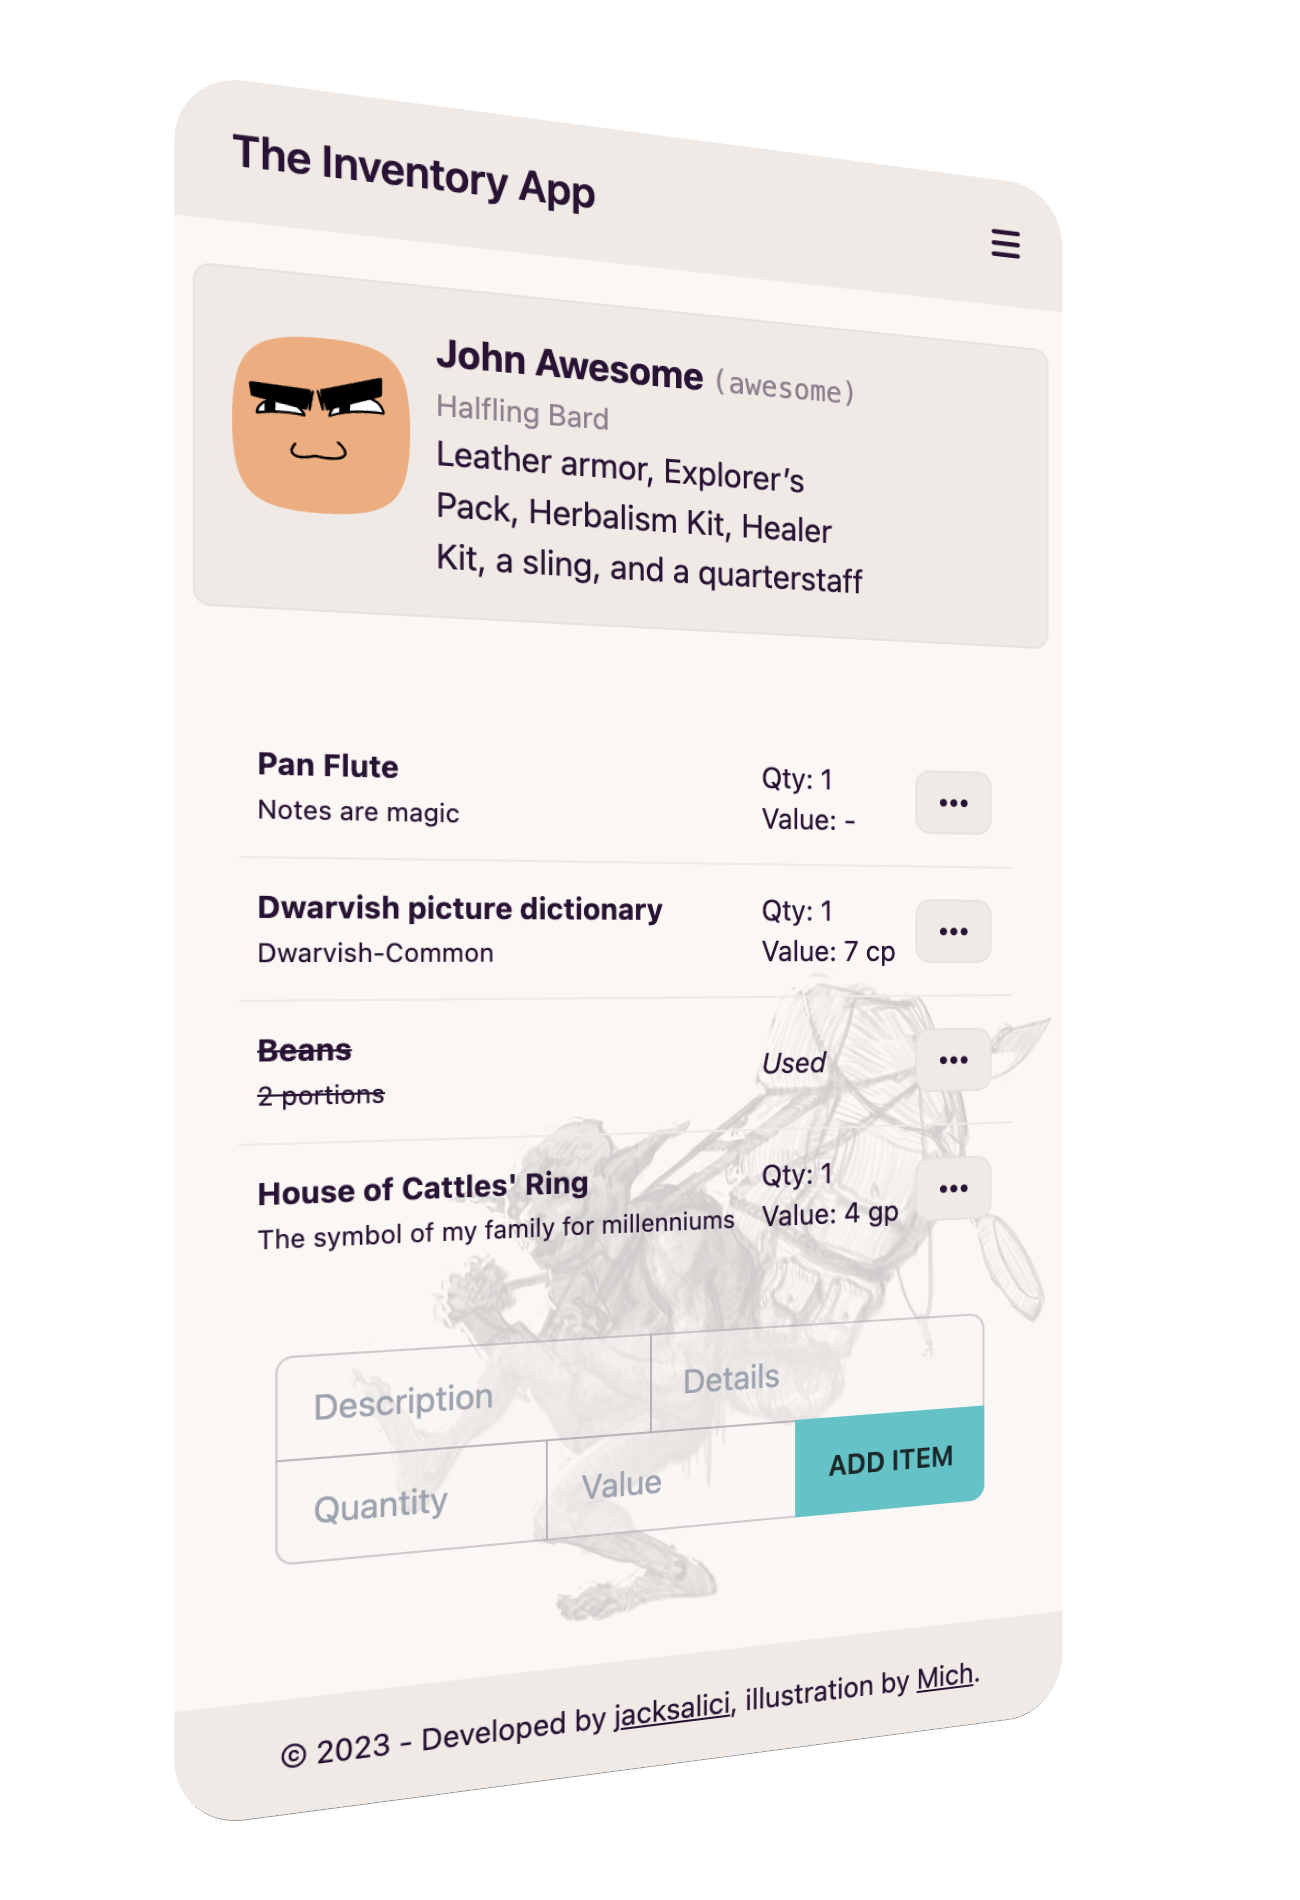 The Inventory App
John Awesome (awesome)
Halfling Bard
Leather armor, Explorer’s
Pack, Herbalism Kit, Healer
Kit, a sling, and a quarterstaff
Pan Flute
Notes are magic
Qty: 1
Value: -
Dwarvish picture dictionary
Dwarvish-Common
Qty: 1
Value: 7 cp
Beans
2 portions
Used
House of Cattles' Ring
The symbol of my family for millenniums
Qty: 1
Value: 4 gp
Description
Details
Quantity
Value
ADD ITEM
© 2023 - Developed by jacksalici, illustration by Mich.